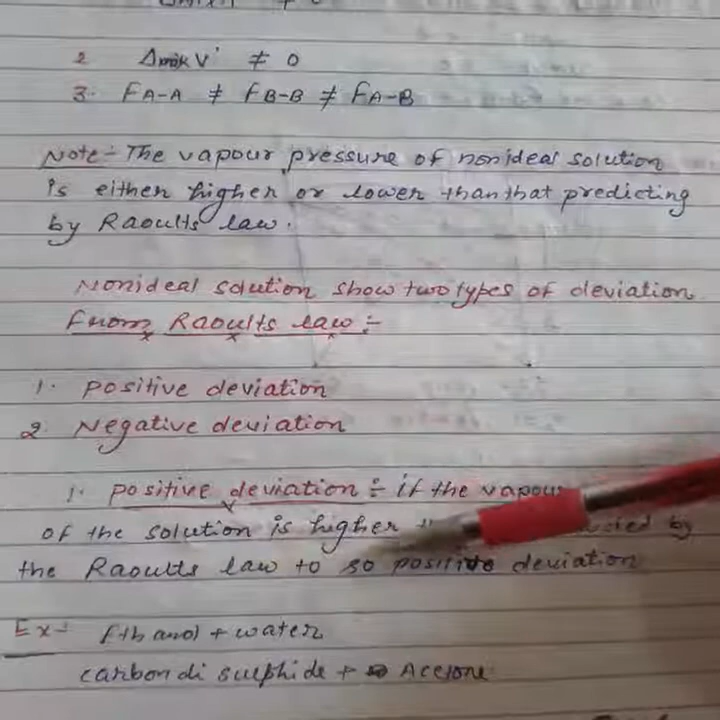 2 Δmix V ≠ 0
3. FA-A ≠ FB-B ≠ FA-B
Note:- The vapour pressure of nonideal solution
is either higher or lower than that predicting
by Raoults law.
Nonideal solution show two types of deviation
from Raoults law :-
1. positive deviation
2. Negative deviation
1. positive deviation :- if the vapour
of the solution is higher by
the Raoults law to so positive deviation
Ex:- Ethanol + water
carbon di sulphide + Acetone